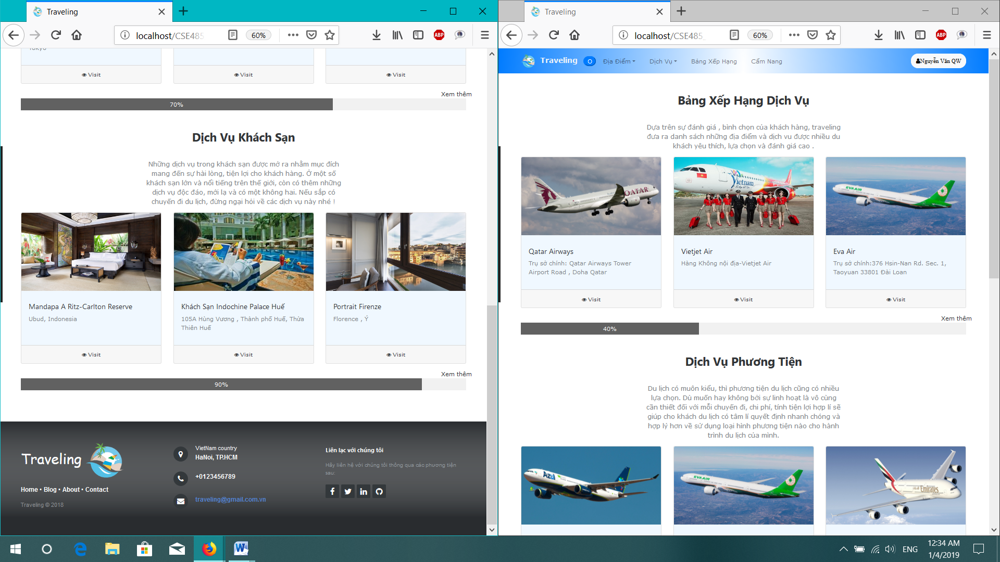 Traveling
localhost/CSE485
60%
ABP
Visit
Visit
Visit
Xem thêm
70%
Dịch Vụ Khách Sạn
Những dịch vụ trong khách sạn được mở ra nhằm mục đích
mang đến sự hài lòng, tiện lợi cho khách hàng. Ở một số
khách sạn lớn và nổi tiếng trên thế giới, còn có thêm những
dịch vụ độc đáo, mới lạ và có một không hai. Nếu sắp có
chuyến đi du lịch, đừng ngại hỏi về các dịch vụ này nhé !
Mandapa A Ritz-Carlton Reserve
Ubud, Indonesia
Visit
Khách Sạn Indochine Palace Huế
105A Hùng Vương , Thành phố Huế, Thừa
Thiên Huế
Visit
Portrait Firenze
Florence , Ý
Visit
Xem thêm
90%
Traveling
Home • Blog • About • Contact
Traveling © 2018
VietNam country
HaNoi, TP.HCM
+0123456789
traveling@gmail.com.vn
Liên lạc với chúng tôi
Hãy liên hệ với chúng tôi thông qua các phương tiện
sau:
Traveling
localhost/CSE485_
60%
ABP
Traveling 0 Địa Điểm Dịch Vụ Bảng Xếp Hạng Cẩm Nang Nguyễn Văn QW
Bảng Xếp Hạng Dịch Vụ
Dựa trên sự đánh giá , bình chọn của khách hàng, traveling
đưa ra danh sách những địa điểm và dịch vu được nhiều du
khách yêu thích, lựa chọn và đánh giá cao .
QATAR
Vietnam
EVA AIR
Qatar Airways
Trụ sở chính: Qatar Airways Tower
Airport Road , Doha Qatar
Visit
Vietjet Air
Hàng Không nội địa-Vietjet Air
Visit
Eva Air
Trụ sở chính:376 Hsin-Nan Rd. Sec. 1,
Taoyuan 33801 Đài Loan
Visit
Xem thêm
40%
Dịch Vụ Phương Tiện
Du lịch có muôn kiểu, thì phương tiện du lịch cũng có nhiều
lựa chọn. Dù muốn hay không bởi sự linh hoạt là vô cùng
cần thiết đối với mỗi chuyến đi, chi phí, tính tiện lợi hợp lí sẽ
giúp cho khách du lịch có tâm lí quyết định nhanh chóng và
hợp lý hơn về sử dụng loại hình phương tiện nào cho hành
trình du lịch của mình.
Azul
EVA AIR
Emirates
ENG
12:34 AM
1/4/2019